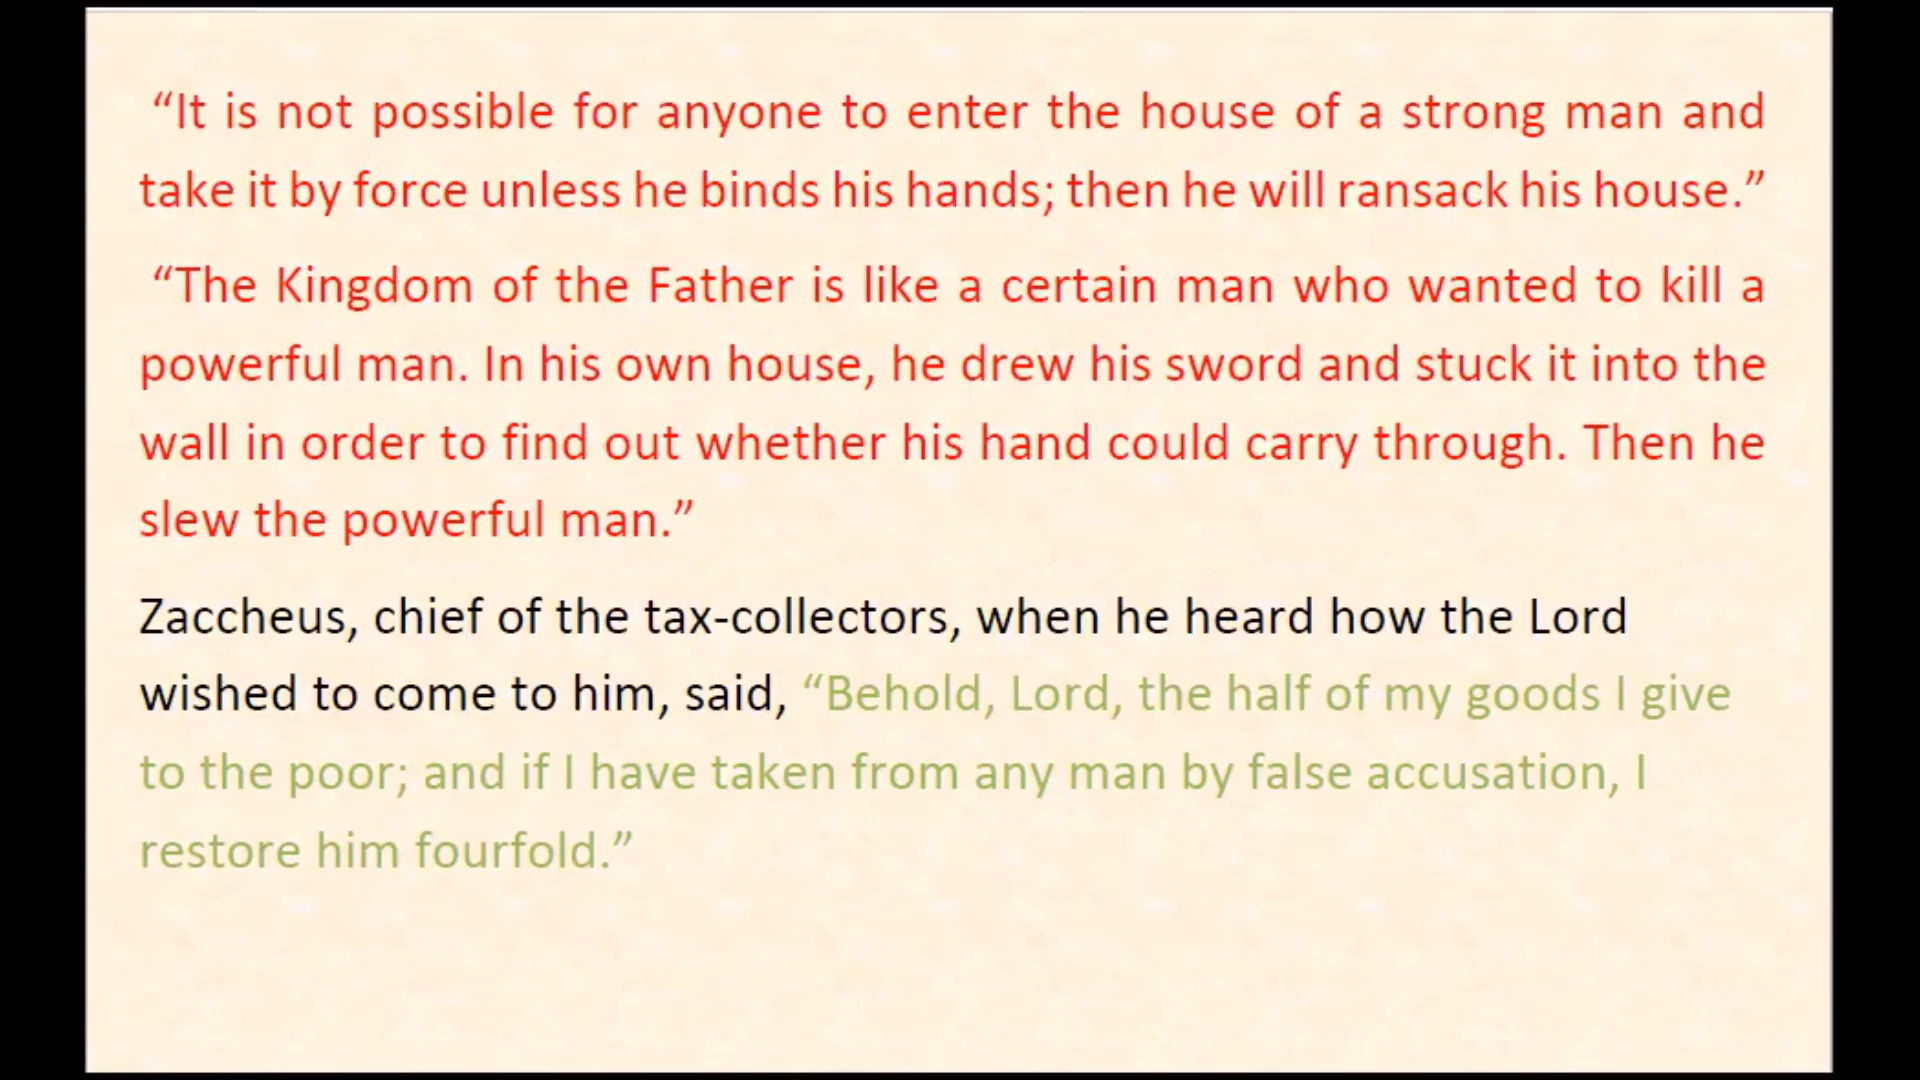 “It is not possible for anyone to enter the house of a strong man and
take it by force unless he binds his hands; then he will ransack his house.”
“The Kingdom of the Father is like a certain man who wanted to kill a
powerful man. In his own house, he drew his sword and stuck it into the
wall in order to find out whether his hand could carry through. Then he
slew the powerful man.”
Zaccheus, chief of the tax-collectors, when he heard how the Lord
wished to come to him, said, “Behold, Lord, the half of my goods I give
to the poor; and if I have taken from any man by false accusation, I
restore him fourfold.”